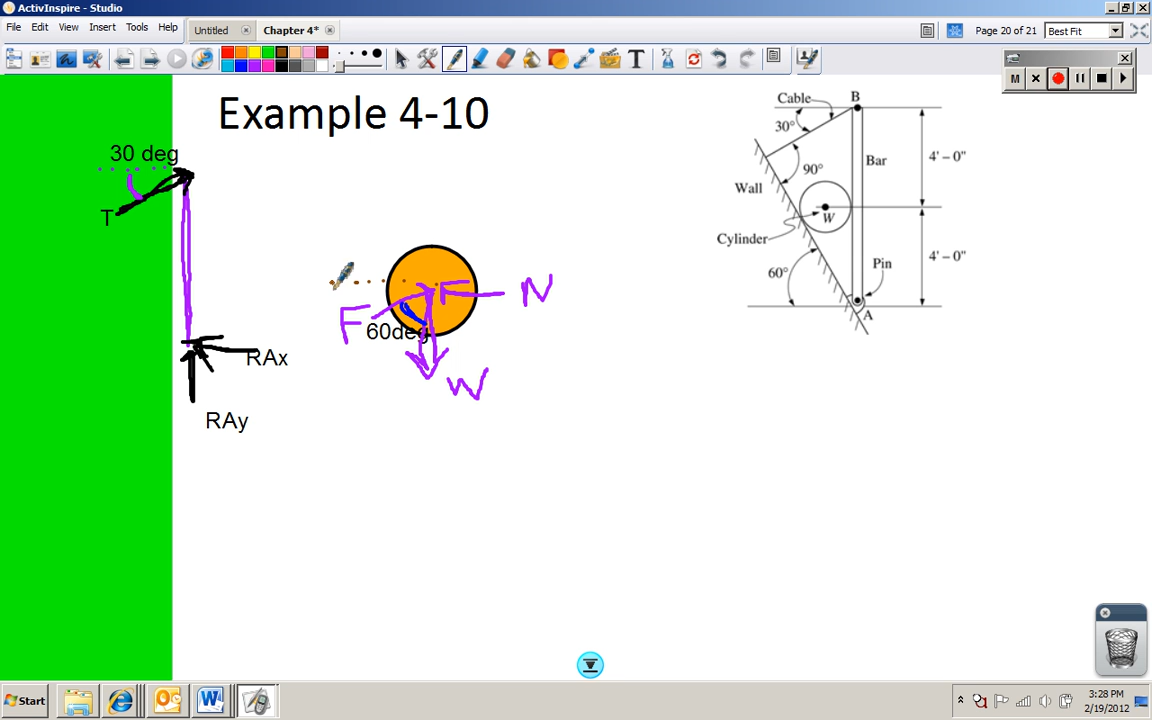 ActivInspire - Studio
File Edit View Insert Tools Help
Untitled
Chapter 4*
Page 20 of 21
Best Fit
M
Example 4-10
30 deg
T
RAx
RAy
F
60deg
N
W
Cable
B
30°
Bar
90°
4' – 0"
Wall
W
Cylinder
Pin
4' – 0"
60°
A
Start
3:28 PM
2/19/2012